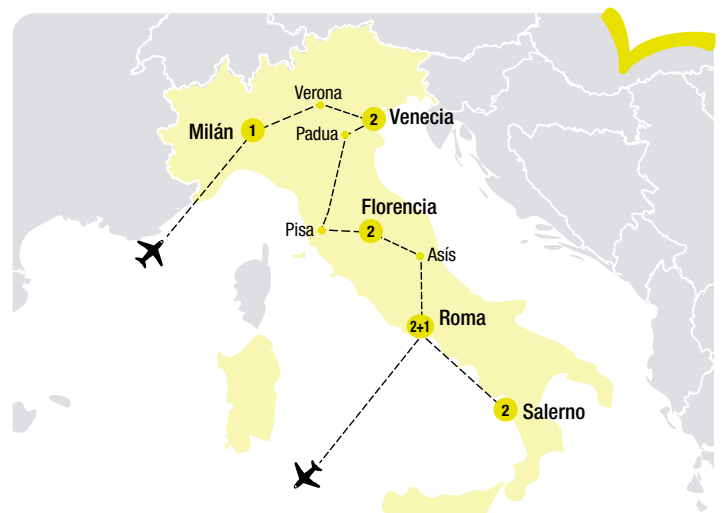 Verona
Milán 1
2 Venecia
Padua
Florencia
Pisa
2
Asís
2+1 Roma
2 Salerno